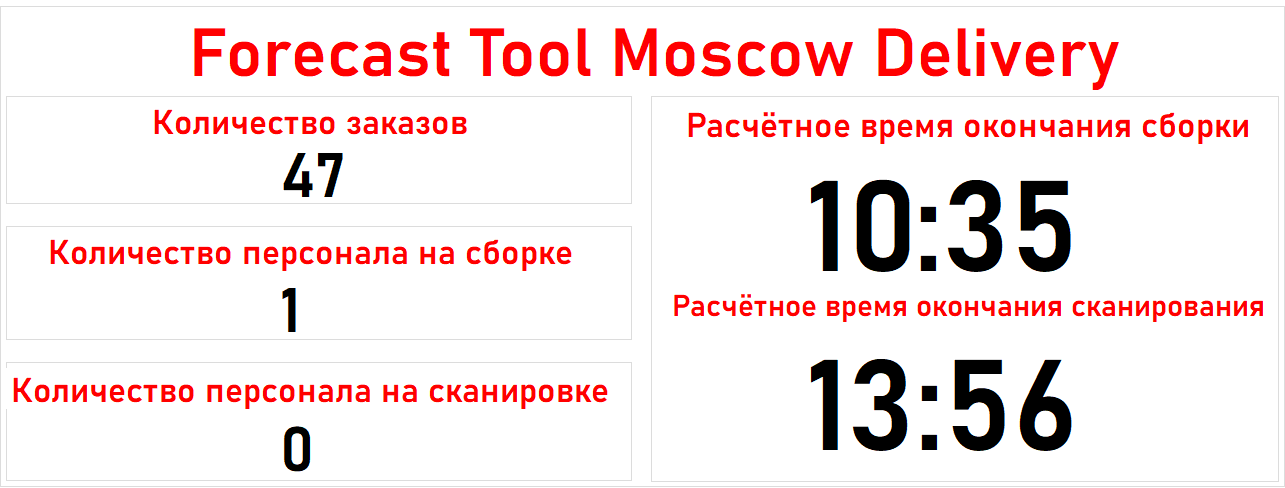 Forecast Tool Moscow Delivery
Количество заказов
47
Количество персонала на сборке
1
Количество персонала на сканировке
0
Расчётное время окончания сборки
10:35
Расчётное время окончания сканирования
13:56